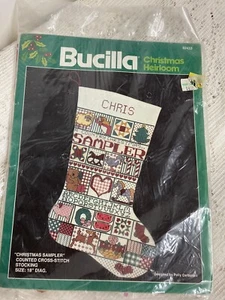 Bucilla
Christmas
Heirloom
CHRIS
SAMPLER
"CHRISTMAS SAMPLER"
COUNTED CROSS-STITCH
STOCKING
SIZE: 18" DIAG.